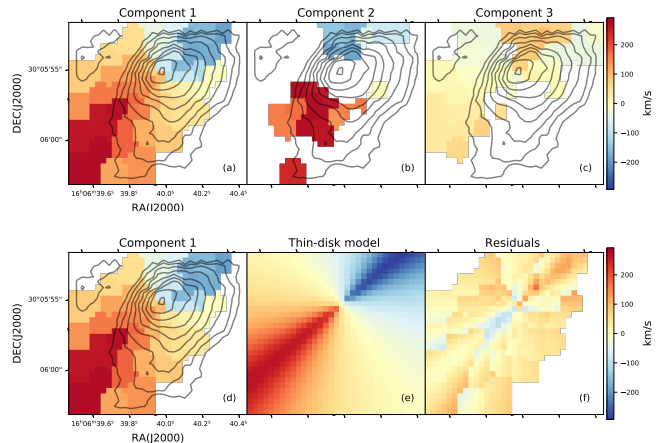 Component 1 Component 2 Component 3
30°05'55"
06'00"
DEC(J2000)
(a) (b) (c)
16ʰ06ᵐ39.6ˢ 39.8ˢ 40.0ˢ 40.2ˢ 40.4ˢ
RA(J2000)
200
100
0
−100
−200
km/s
Component 1 Thin-disk model Residuals
30°05'55"
06'00"
DEC(J2000)
(d) (e) (f)
16ʰ06ᵐ39.6ˢ 39.8ˢ 40.0ˢ 40.2ˢ 40.4ˢ
RA(J2000)
200
100
0
−100
−200
km/s